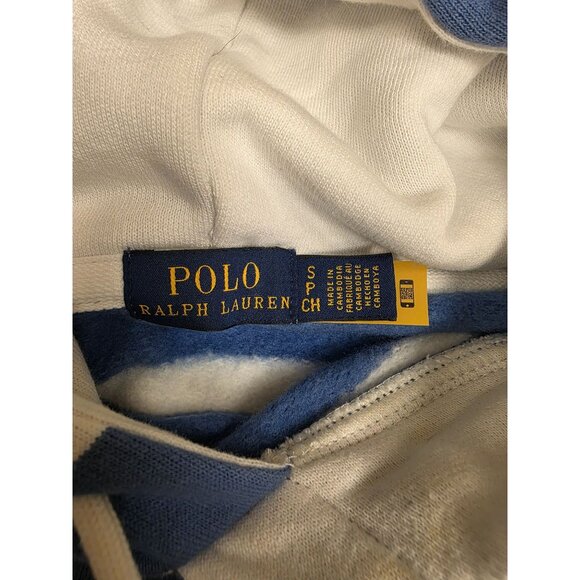 POLO
RALPH LAUREN
S
P
CH
MADE IN
CAMBODIA
FABRIQUÉ AU
CAMBODGE
HECHO EN
CAMBOYA